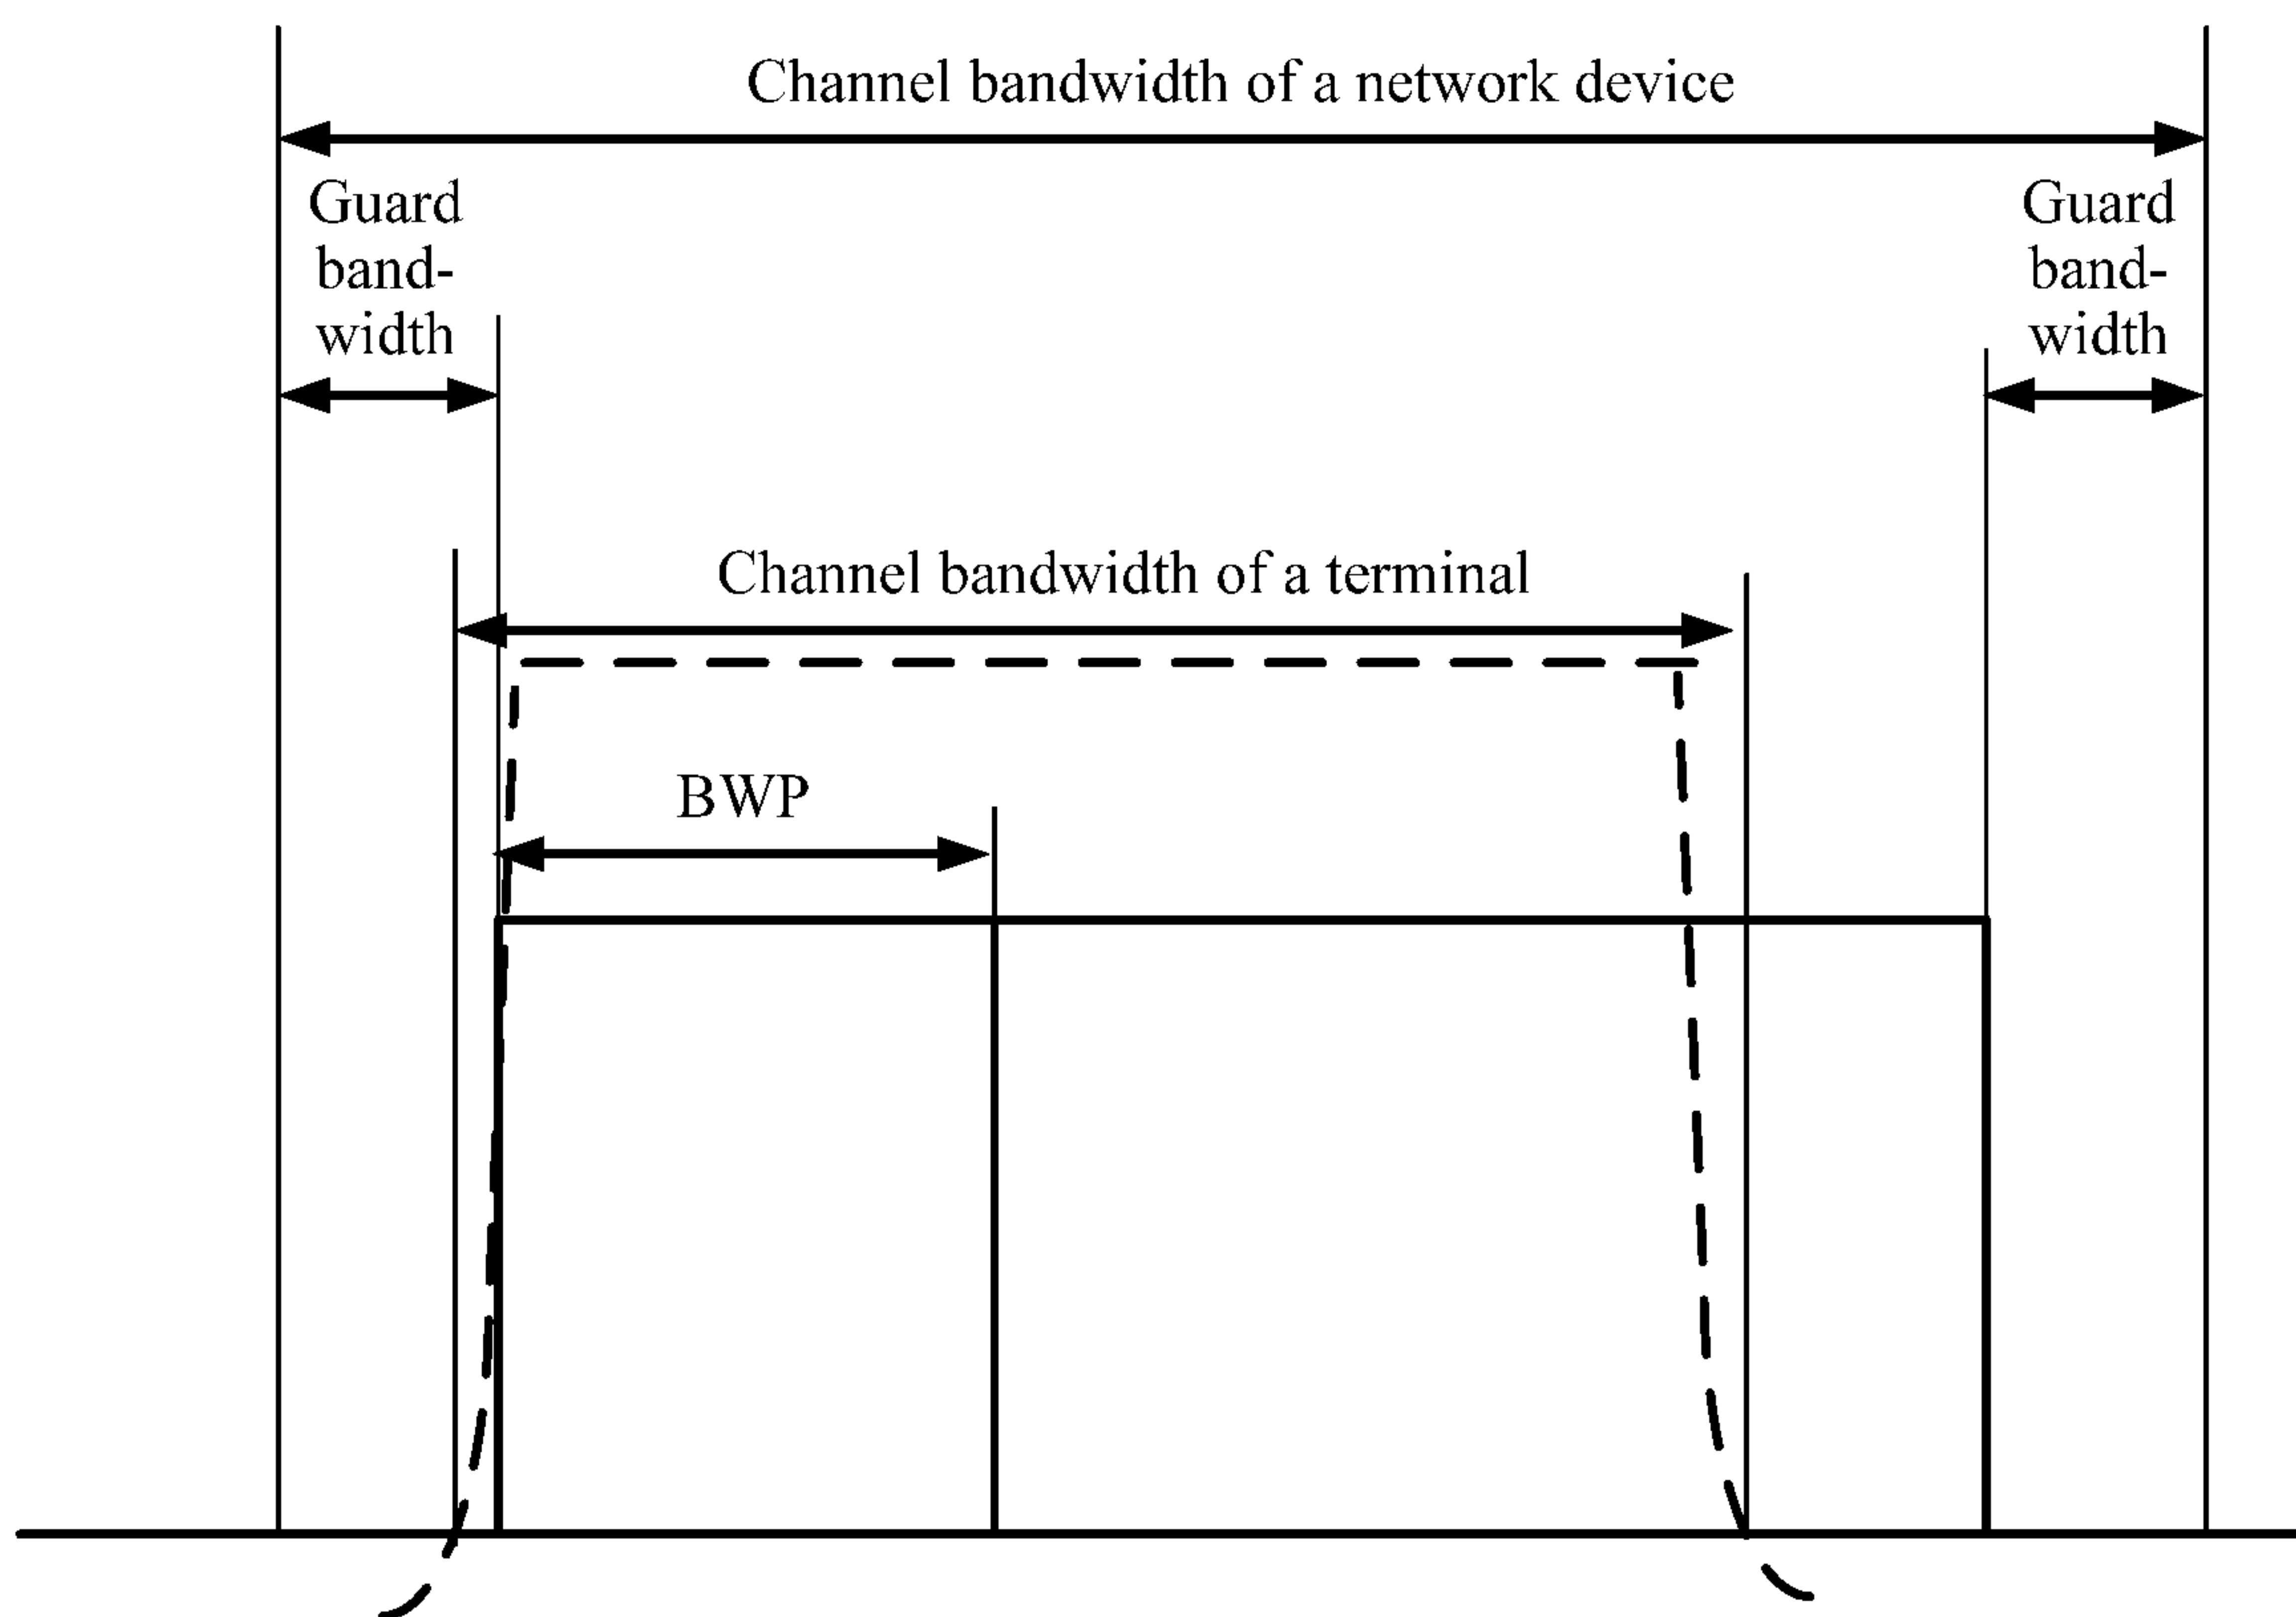 Channel bandwidth of a network device
Guard
band-
width
Guard
band-
width
Channel bandwidth of a terminal
BWP